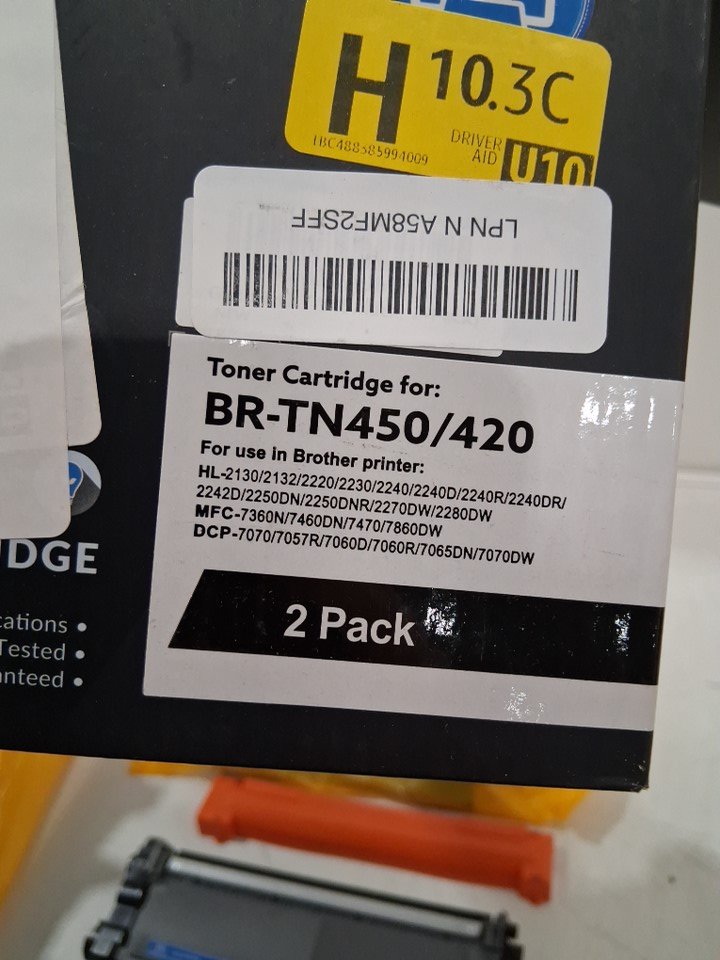 H 10.3C
1BC488385994009
DRIVER
AID U10
LPN N A58MF2SFF
Toner Cartridge for:
BR-TN450/420
For use in Brother printer:
HL-2130/2132/2220/2230/2240/2240D/2240R/2240DR/
2242D/2250DN/2250DNR/2270DW/2280DW
MFC-7360N/7460DN/7470/7860DW
DCP-7070/7057R/7060D/7060R/7065DN/7070DW
2 Pack
DGE
cations •
Tested •
nteed •